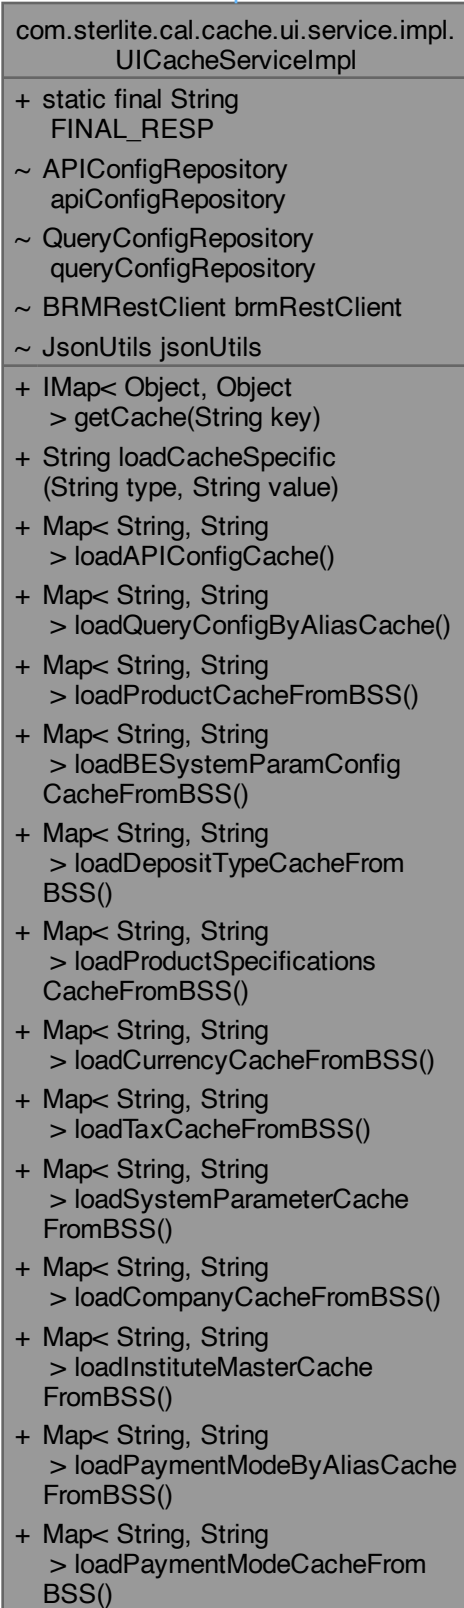 com.sterlite.cal.cache.ui.service.impl.
UICacheServiceImpl
+ static final String
FINAL_RESP
~ APIConfigRepository
apiConfigRepository
~ QueryConfigRepository
queryConfigRepository
~ BRMRestClient brmRestClient
~ JsonUtils jsonUtils
+ IMap< Object, Object
> getCache(String key)
+ String loadCacheSpecific
(String type, String value)
+ Map< String, String
> loadAPIConfigCache()
+ Map< String, String
> loadQueryConfigByAliasCache()
+ Map< String, String
> loadProductCacheFromBSS()
+ Map< String, String
> loadBESystemParamConfig
CacheFromBSS()
+ Map< String, String
> loadDepositTypeCacheFrom
BSS()
+ Map< String, String
> loadProductSpecifications
CacheFromBSS()
+ Map< String, String
> loadCurrencyCacheFromBSS()
+ Map< String, String
> loadTaxCacheFromBSS()
+ Map< String, String
> loadSystemParameterCache
FromBSS()
+ Map< String, String
> loadCompanyCacheFromBSS()
+ Map< String, String
> loadInstituteMasterCache
FromBSS()
+ Map< String, String
> loadPaymentModeByAliasCache
FromBSS()
+ Map< String, String
> loadPaymentModeCacheFrom
BSS()